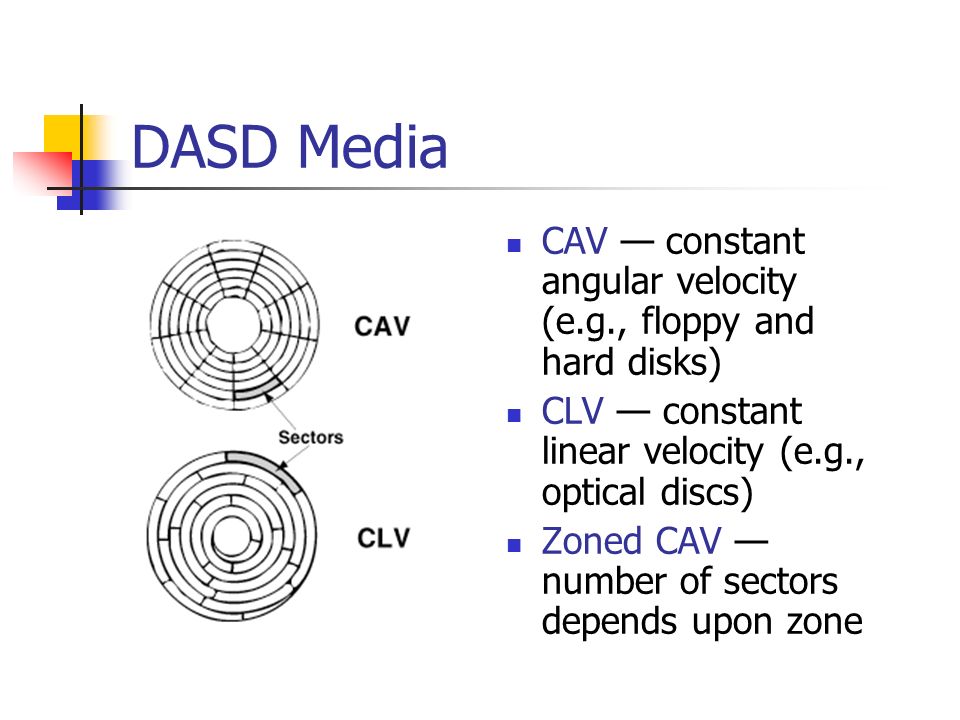 DASD Media
CAV
Sectors
CLV
CAV — constant
angular velocity
(e.g., floppy and
hard disks)
CLV — constant
linear velocity (e.g.,
optical discs)
Zoned CAV —
number of sectors
depends upon zone